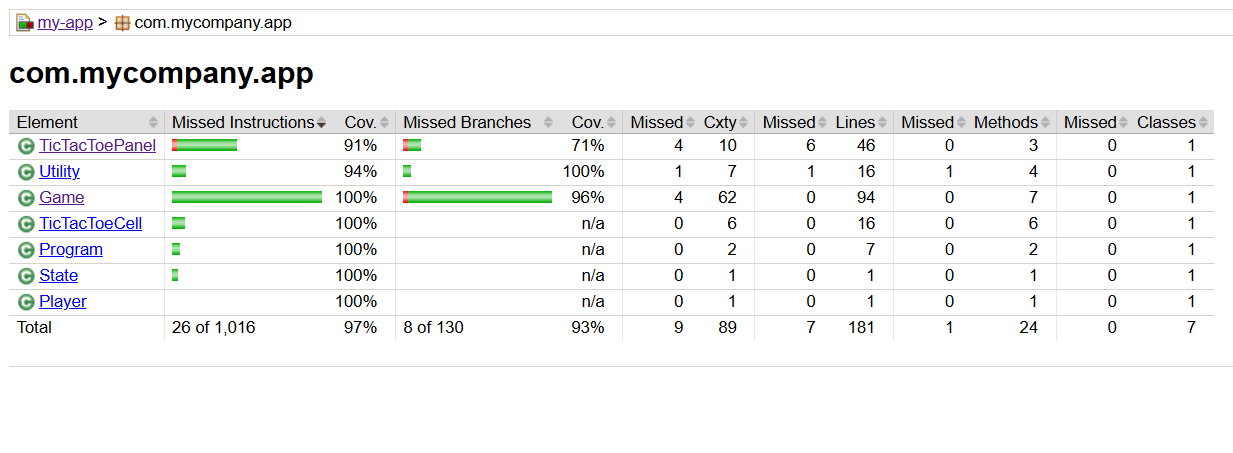 my-app > com.mycompany.app
com.mycompany.app
Element Missed Instructions Cov. Missed Branches Cov. Missed Cxty Missed Lines Missed Methods Missed Classes
C TicTacToePanel 91% 71% 4 10 6 46 0 3 0 1
C Utility 94% 100% 1 7 1 16 1 4 0 1
C Game 100% 96% 4 62 0 94 0 7 0 1
C TicTacToeCell 100% n/a 0 6 0 16 0 6 0 1
C Program 100% n/a 0 2 0 7 0 2 0 1
C State 100% n/a 0 1 0 1 0 1 0 1
C Player 100% n/a 0 1 0 1 0 1 0 1
Total 26 of 1,016 97% 8 of 130 93% 9 89 7 181 1 24 0 7